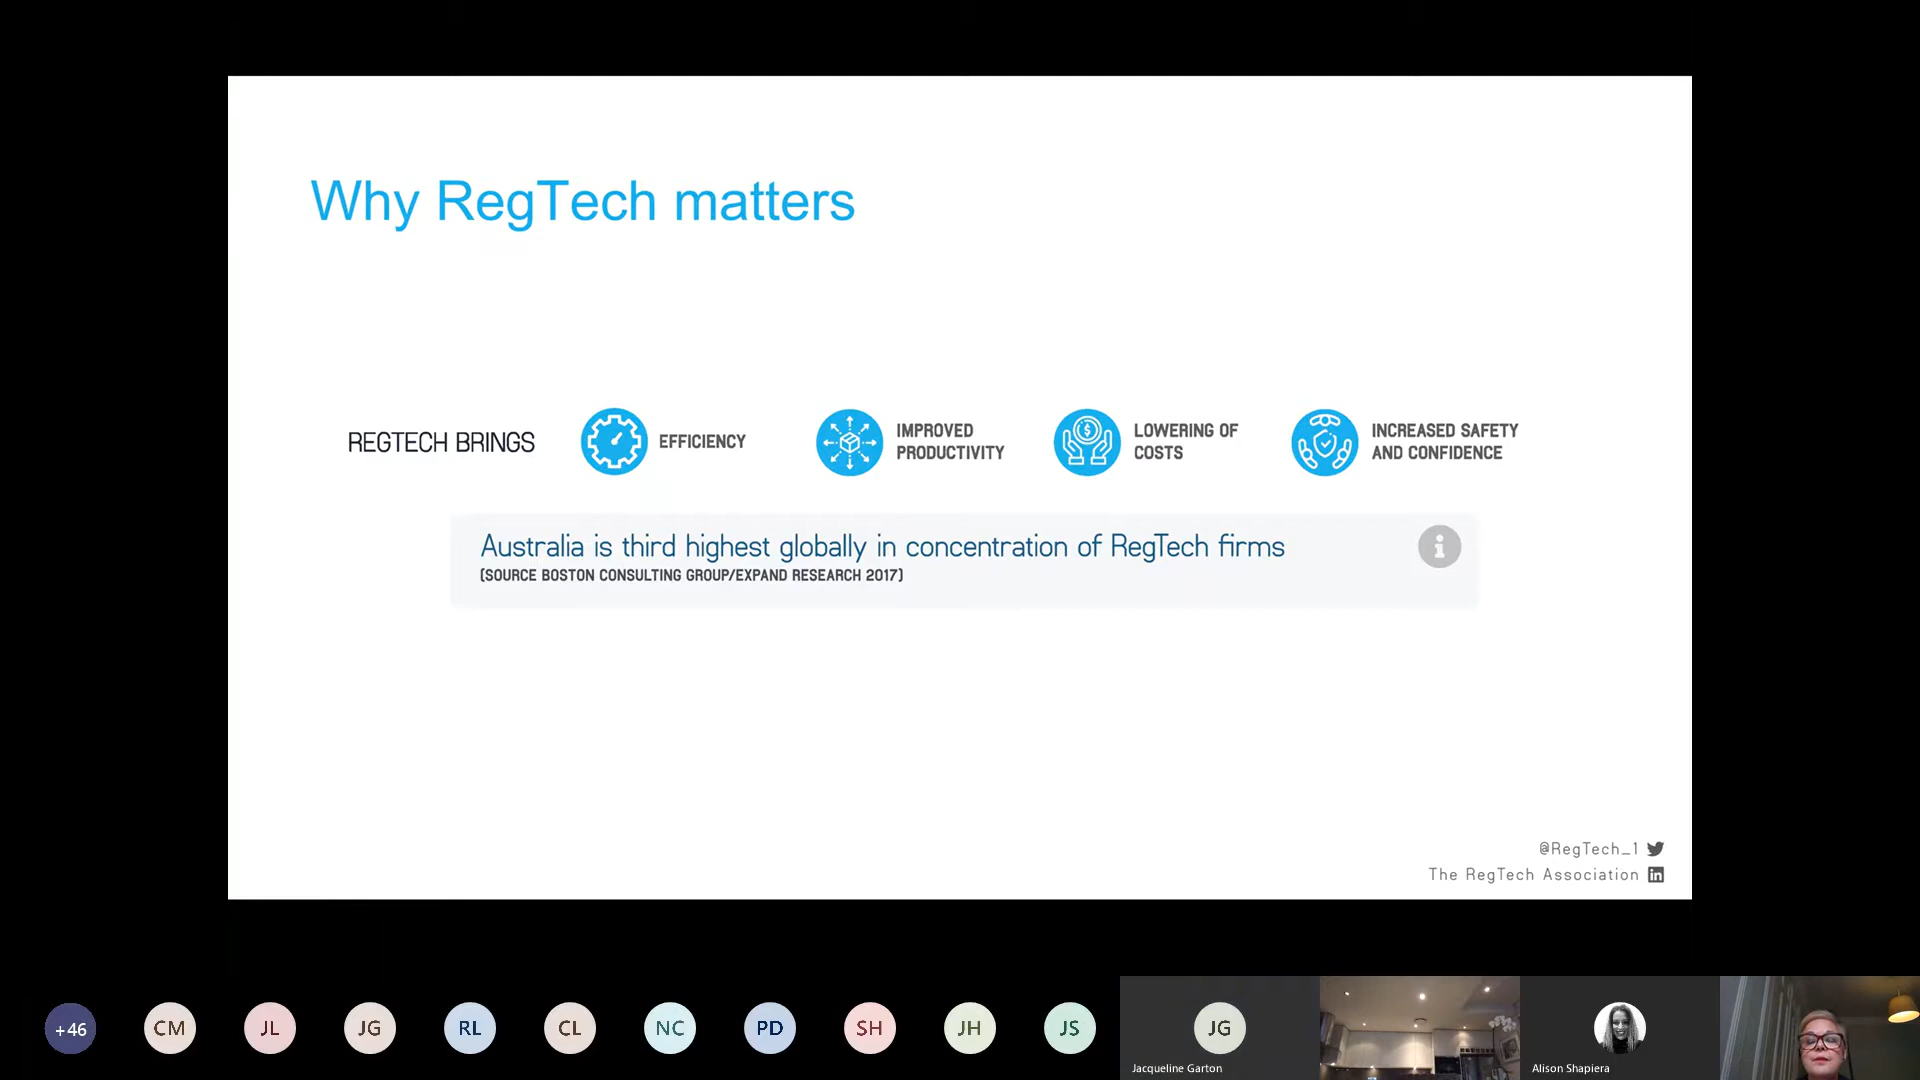 Why RegTech matters
REGTECH BRINGS
EFFICIENCY
IMPROVED
PRODUCTIVITY
LOWERING OF
COSTS
INCREASED SAFETY
AND CONFIDENCE
Australia is third highest globally in concentration of RegTech firms
(SOURCE BOSTON CONSULTING GROUP/EXPAND RESEARCH 2017)
@RegTech_1
The RegTech Association
+46
CM
JL
JG
RL
CL
NC
PD
SH
JH
JS
JG
Jacqueline Garton
Alison Shapiera